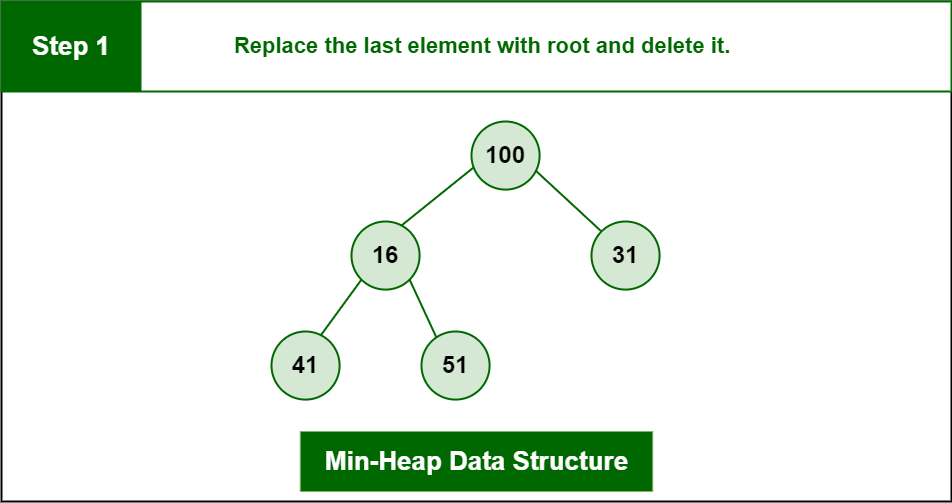 Step 1
Replace the last element with root and delete it.
100
16
31
41
51
Min-Heap Data Structure